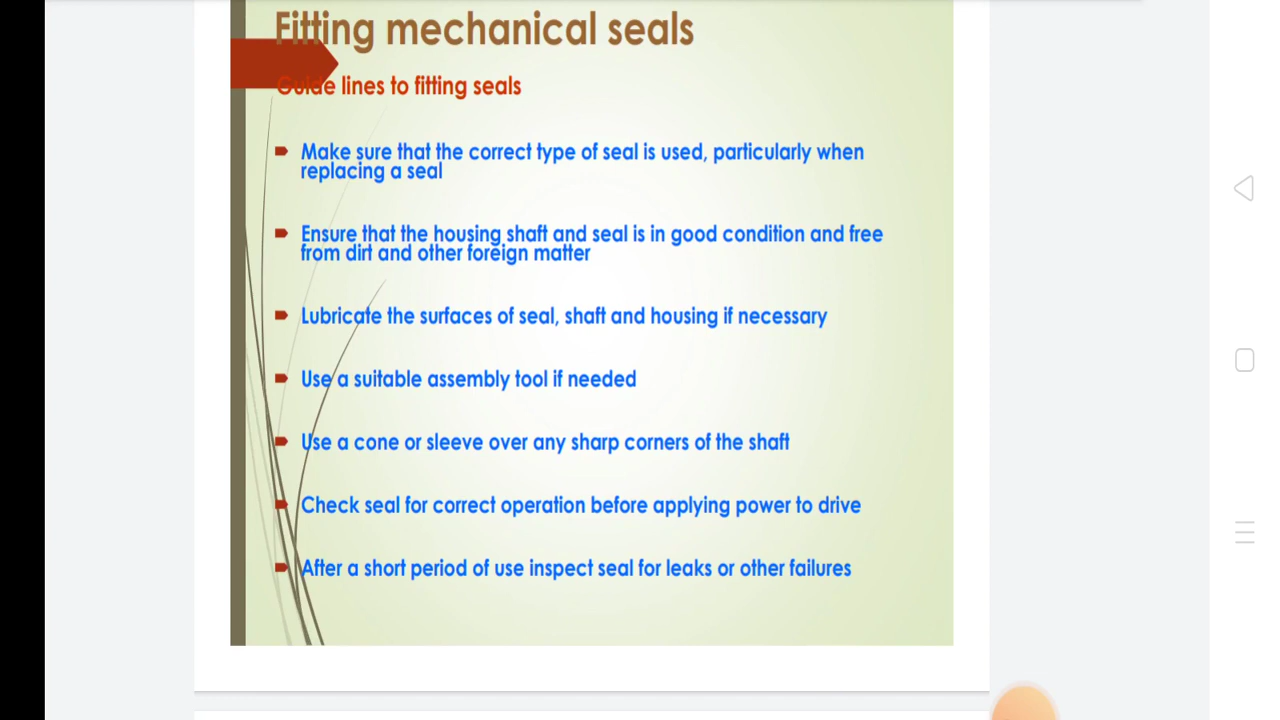 Fitting mechanical seals
Guide lines to fitting seals
Make sure that the correct type of seal is used, particularly when
replacing a seal
Ensure that the housing shaft and seal is in good condition and free
from dirt and other foreign matter
Lubricate the surfaces of seal, shaft and housing if necessary
Use a suitable assembly tool if needed
Use a cone or sleeve over any sharp corners of the shaft
Check seal for correct operation before applying power to drive
After a short period of use inspect seal for leaks or other failures